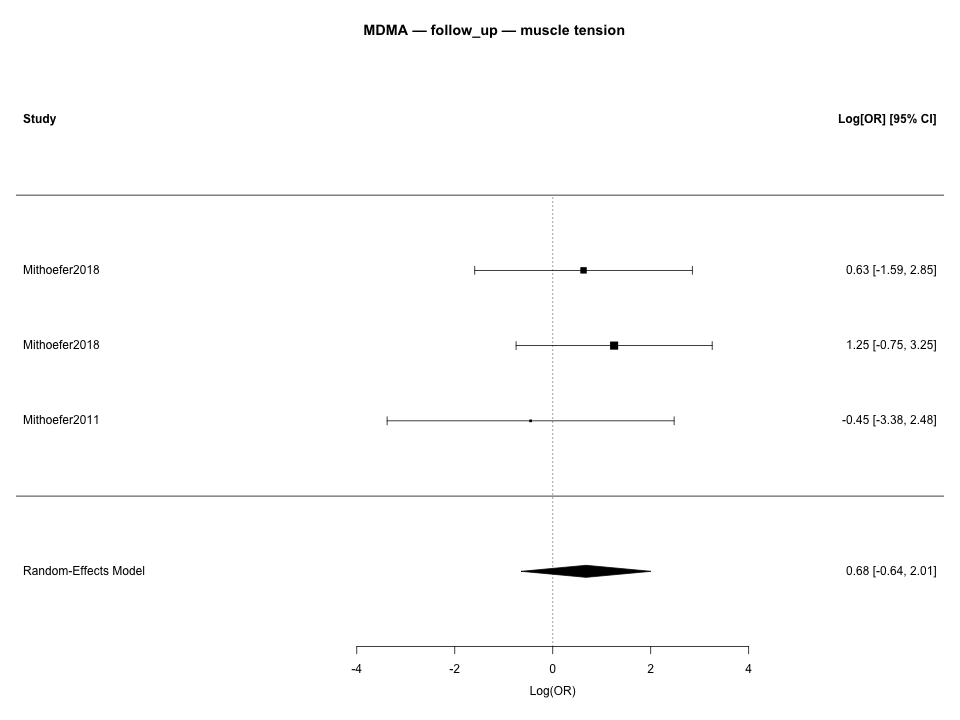 MDMA — follow_up — muscle tension
Study Log[OR] [95% CI]
Mithoefer2018 0.63 [-1.59, 2.85]
Mithoefer2018 1.25 [-0.75, 3.25]
Mithoefer2011 -0.45 [-3.38, 2.48]
Random-Effects Model 0.68 [-0.64, 2.01]
-4 -2 0 2 4
Log(OR)